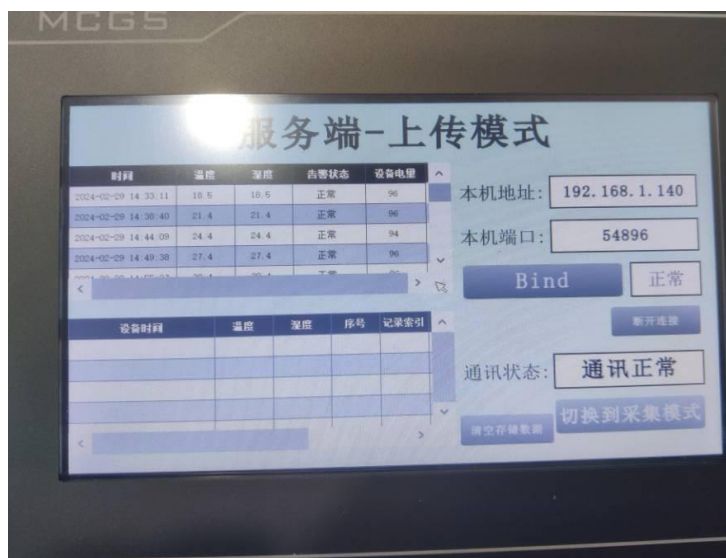 MCGS
服务端-上传模式
时间 温度 湿度 告警状态 设备电量
2024-02-29 14:33:11 18.5 18.5 正常 96
2024-02-29 14:38:40 21.4 21.4 正常 96
2024-02-29 14:44:09 24.4 24.4 正常 94
2024-02-29 14:49:38 27.4 27.4 正常 96
本机地址: 192.168.1.140
本机端口: 54896
Bind 正常
断开连接
设备时间 温度 湿度 序号 记录索引
通讯状态: 通讯正常
清空存储数据 切换到采集模式